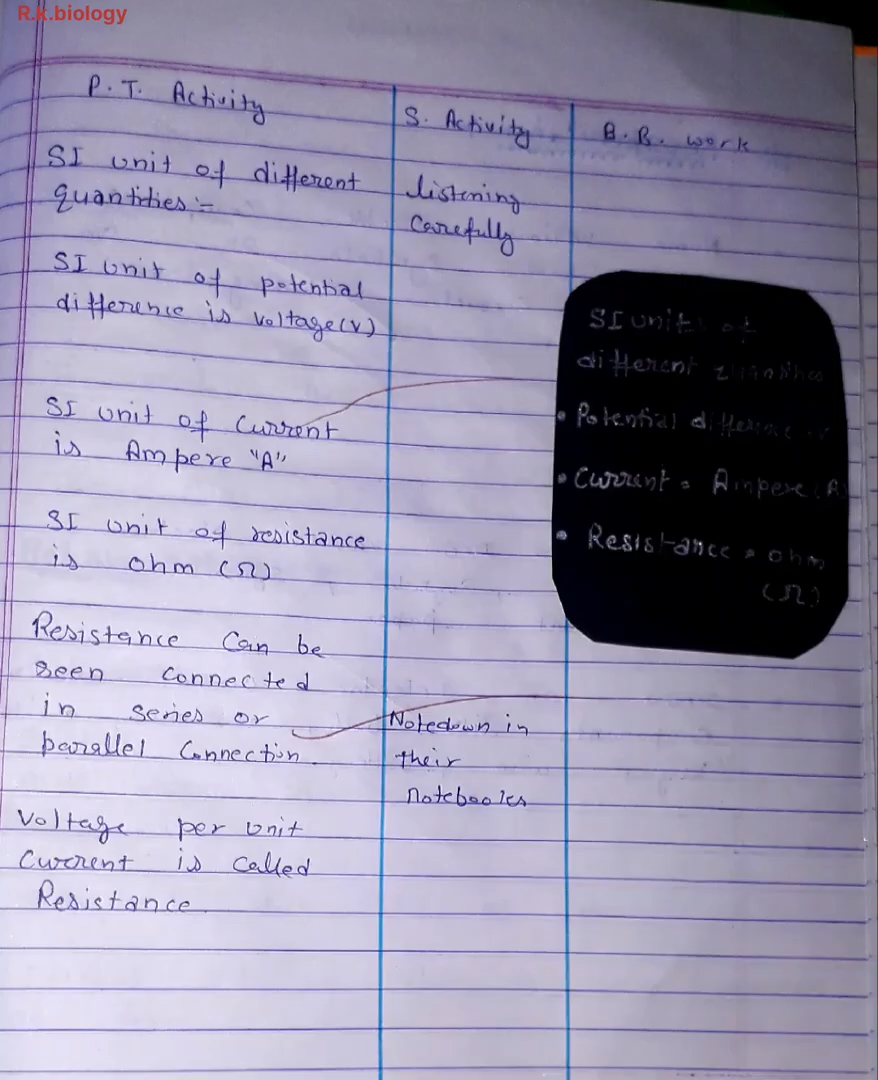 R.k.biology
P. T. Activity
S. Activity
B. B. work
SI unit of different
quantities :-
listening
Carefully
SI unit of potential
difference is voltage (V)
SI unit of Current
is Ampere "A"
SI unit of resistance
is ohm (Ω)
Resistance Can be
seen Connected
in series or
parallel Connection.
Voltage per unit
Current is called
Resistance
Notedown in
their
notebooks
SI units of
different quantities
• Potential difference
• Current = Ampere (A)
• Resistance = ohm
(Ω)